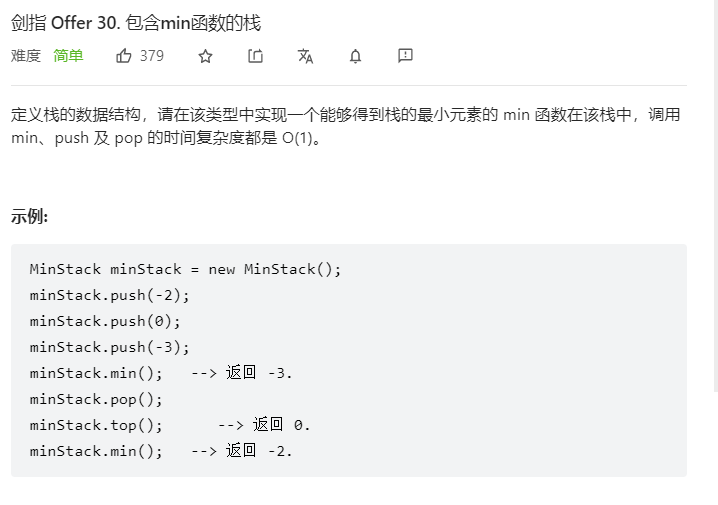 剑指 Offer 30. 包含min函数的栈
难度 简单 379
定义栈的数据结构，请在该类型中实现一个能够得到栈的最小元素的 min 函数在该栈中，调用
min、push 及 pop 的时间复杂度都是 O(1)。
示例:
MinStack minStack = new MinStack();
minStack.push(-2);
minStack.push(0);
minStack.push(-3);
minStack.min();   --> 返回 -3.
minStack.pop();
minStack.top();      --> 返回 0.
minStack.min();   --> 返回 -2.